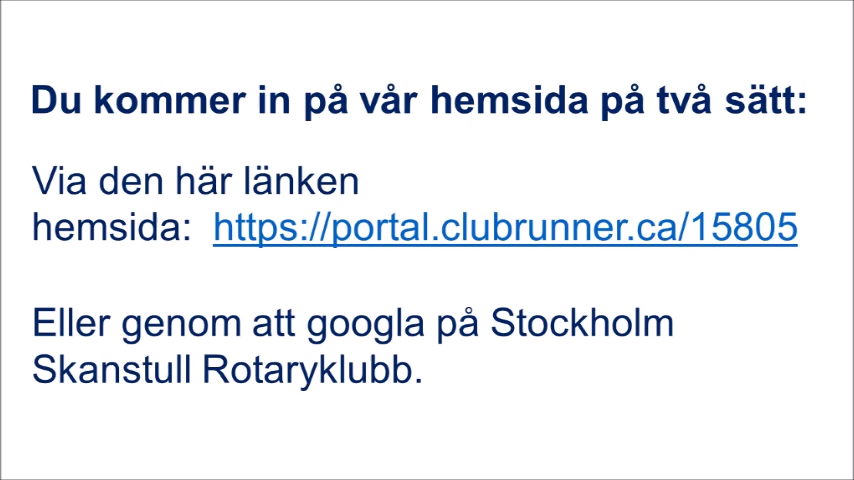 Du kommer in på vår hemsida på två sätt:
Via den här länken
hemsida: https://portal.clubrunner.ca/15805
Eller genom att googla på Stockholm
Skanstull Rotaryklubb.